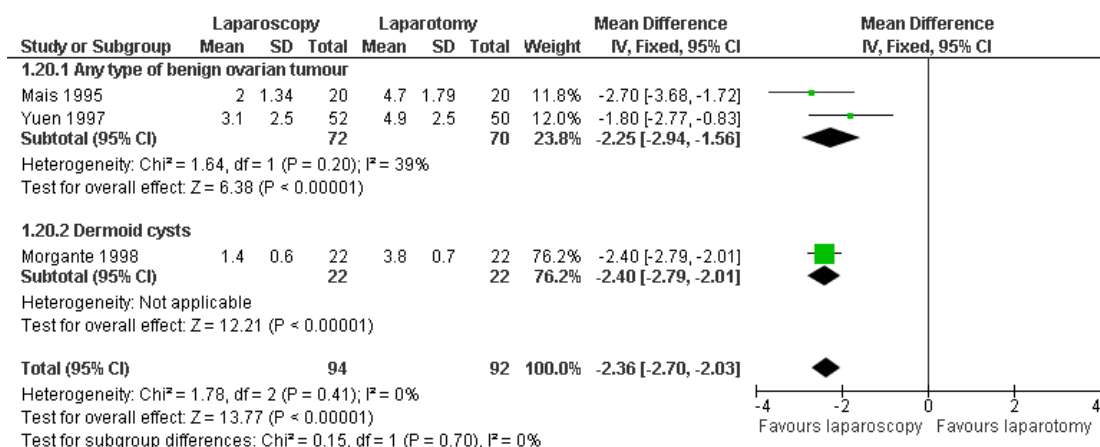 Laparoscopy Laparotomy Mean Difference Mean Difference
Study or Subgroup Mean SD Total Mean SD Total Weight IV, Fixed, 95% CI IV, Fixed, 95% CI
1.20.1 Any type of benign ovarian tumour
Mais 1995 2 1.34 20 4.7 1.79 20 11.8% -2.70 [-3.68, -1.72]
Yuen 1997 3.1 2.5 52 4.9 2.5 50 12.0% -1.80 [-2.77, -0.83]
Subtotal (95% CI) 72 70 23.8% -2.25 [-2.94, -1.56]
Heterogeneity: Chi² = 1.64, df = 1 (P = 0.20); I² = 39%
Test for overall effect: Z = 6.38 (P < 0.00001)
1.20.2 Dermoid cysts
Morgante 1998 1.4 0.6 22 3.8 0.7 22 76.2% -2.40 [-2.79, -2.01]
Subtotal (95% CI) 22 22 76.2% -2.40 [-2.79, -2.01]
Heterogeneity: Not applicable
Test for overall effect: Z = 12.21 (P < 0.00001)
Total (95% CI) 94 92 100.0% -2.36 [-2.70, -2.03]
Heterogeneity: Chi² = 1.78, df = 2 (P = 0.41); I² = 0%
Test for overall effect: Z = 13.77 (P < 0.00001)
Test for subgroup differences: Chi² = 0.15, df = 1 (P = 0.70), I² = 0%
-4 -2 0 2 4
Favours laparoscopy Favours laparotomy